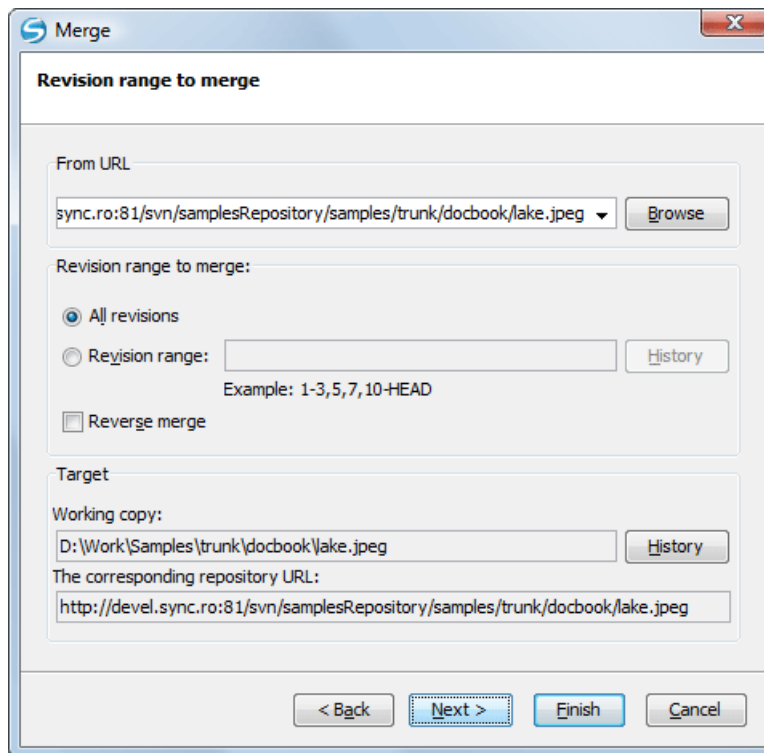 Merge
Revision range to merge
From URL
sync.ro:81/svn/samplesRepository/samples/trunk/docbook/lake.jpeg Browse
Revision range to merge:
All revisions
Revision range: History
Example: 1-3,5,7,10-HEAD
Reverse merge
Target
Working copy:
D:\Work\Samples\trunk\docbook\lake.jpeg History
The corresponding repository URL:
http://devel.sync.ro:81/svn/samplesRepository/samples/trunk/docbook/lake.jpeg
< Back Next > Finish Cancel